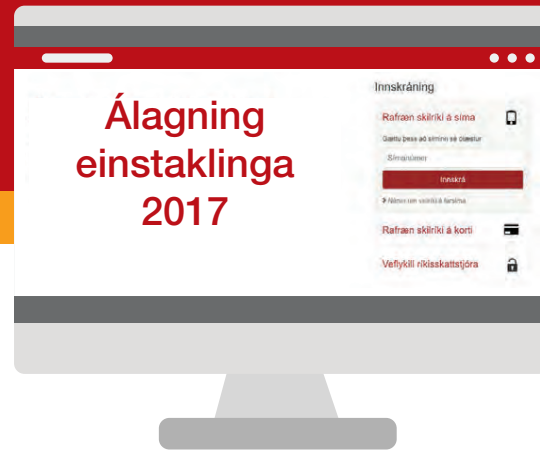 Álagning
einstaklinga
2017
Innskráning
Rafræn skilríki á síma
Gættu þess að síminn sé ólæstur
Símanúmer
Innskrá
Nánar um skilríki á farsíma
Rafræn skilríki á korti
Veflykill ríkisskattstjóra